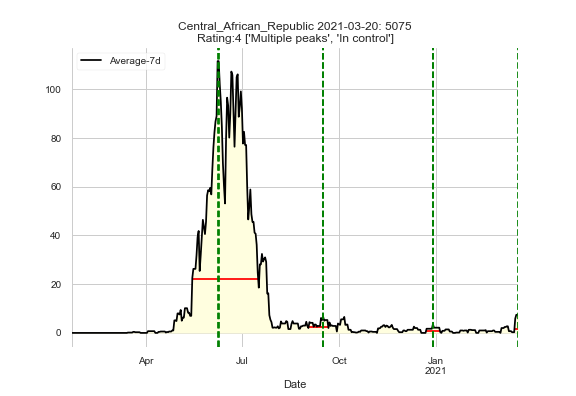 Central_African_Republic 2021-03-20: 5075
Rating:4 ['Multiple peaks', 'In control']
Average-7d
100
80
60
40
20
0
Apr
Jul
Oct
Jan
2021
Date